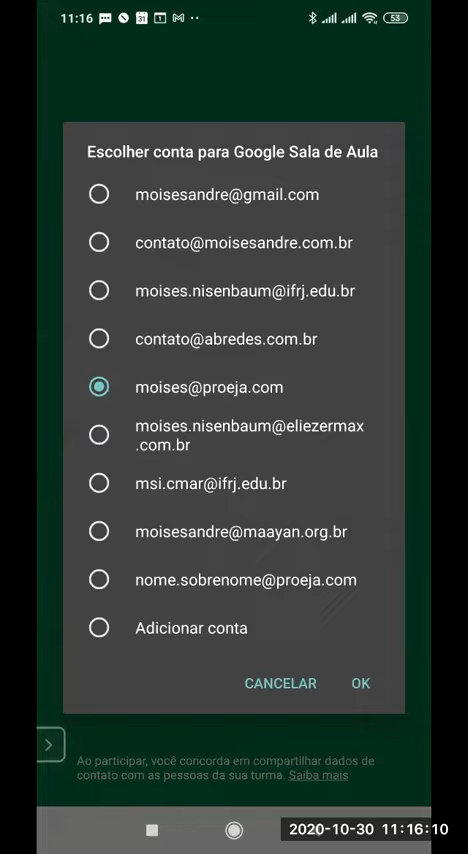 11:16
31
1
53
Escolher conta para Google Sala de Aula
moisesandre@gmail.com
contato@moisesandre.com.br
moises.nisenbaum@ifrj.edu.br
contato@abredes.com.br
moises@proeja.com
moises.nisenbaum@eliezermax
.com.br
msi.cmar@ifrj.edu.br
moisesandre@maayan.org.br
nome.sobrenome@proeja.com
Adicionar conta
CANCELAR OK
Ao participar, você concorda em compartilhar dados de
contato com as pessoas da sua turma. Saiba mais
2020-10-30 11:16:10